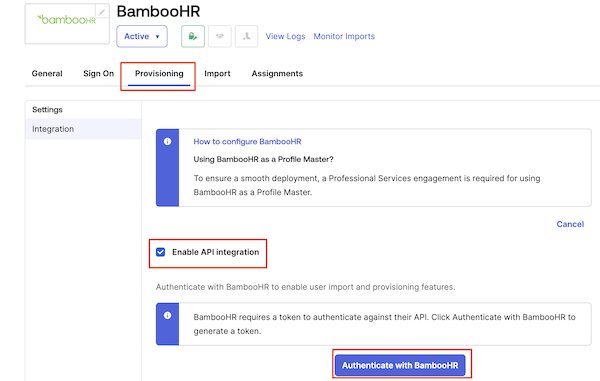 bambooHR
BambooHR
Active ▼
View Logs
Monitor Imports
General
Sign On
Provisioning
Import
Assignments
Settings
Integration
How to configure BambooHR
Using BambooHR as a Profile Master?
To ensure a smooth deployment, a Professional Services engagement is required for using
BambooHR as a Profile Master.
Cancel
Enable API integration
Authenticate with BambooHR to enable user import and provisioning features.
BambooHR requires a token to authenticate against their API. Click Authenticate with BambooHR to
generate a token.
Authenticate with BambooHR